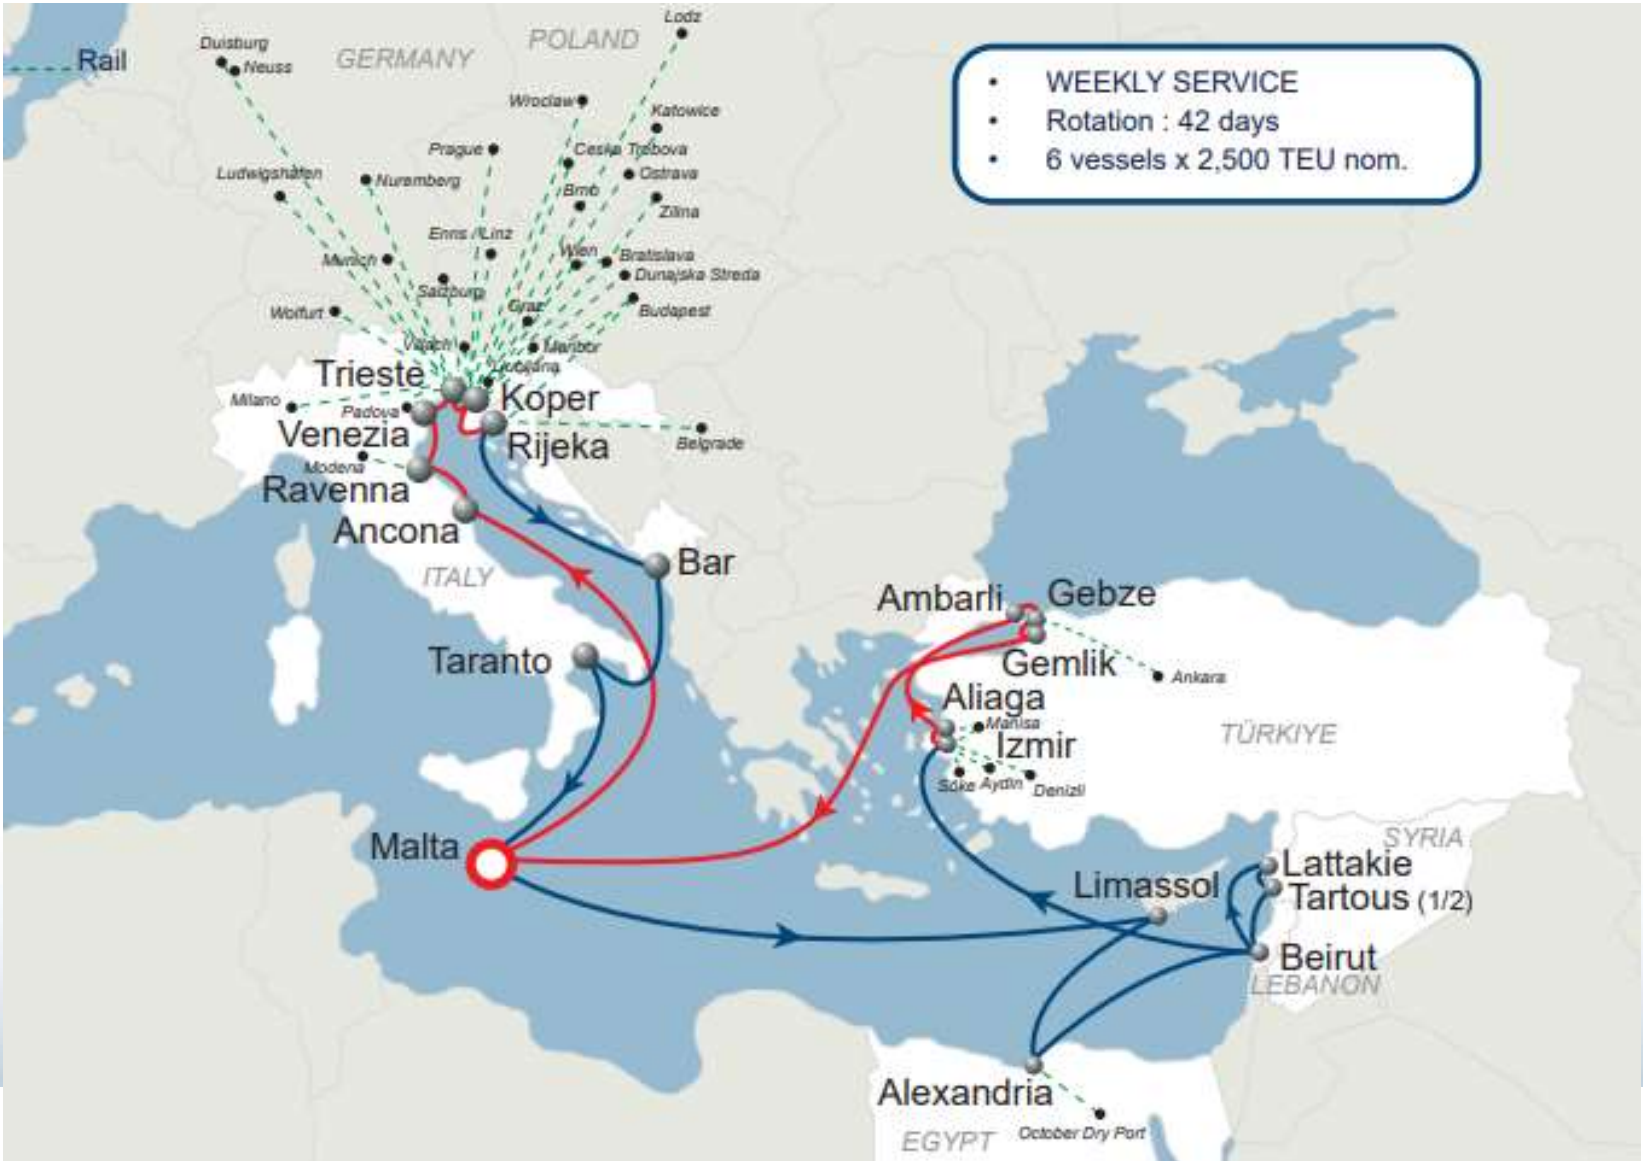 Lodz
Duisburg
POLAND
GERMANY
Rail
Neuss
• WEEKLY SERVICE
• Rotation : 42 days
• 6 vessels x 2,500 TEU nom.
Wroclaw
Katowice
Prague
Ceska Trebova
Ludwigshafen
Nuremberg
Ostrava
Brno
Zilina
Enns / Linz
Wien
Bratislava
Munich
Dunajska Streda
Salzburg
Graz
Wolfurt
Budapest
Villach
Maribor
Ljubljana
Trieste
Koper
Milano
Padova
Venezia
Rijeka
Belgrade
Modena
Ravenna
Ancona
Bar
ITALY
Ambarli
Gebze
Taranto
Gemlik
Ankara
Aliaga
Manisa
TÜRKIYE
Izmir
Söke
Aydin
Denizli
Malta
SYRIA
Lattakie
Limassol
Tartous (1/2)
Beirut
LEBANON
Alexandria
October Dry Port
EGYPT